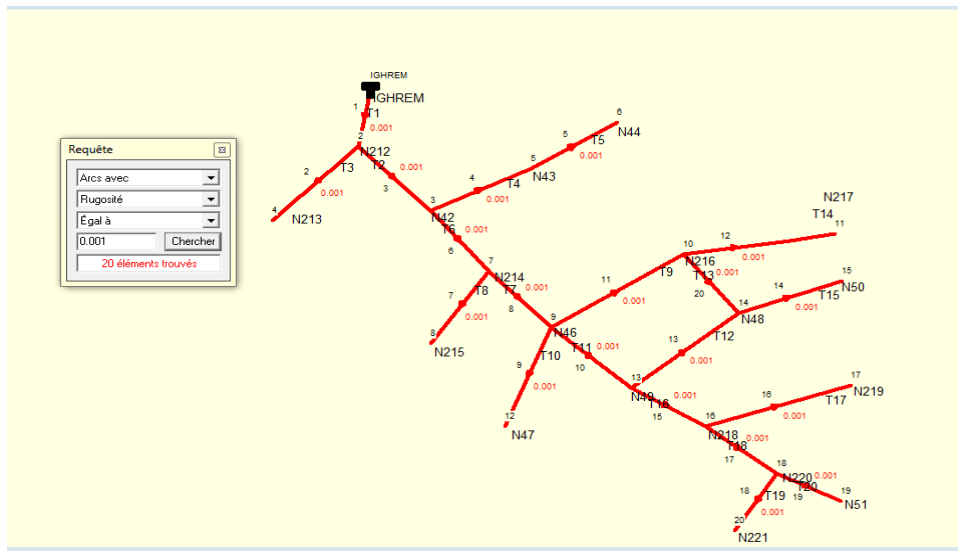 IGHREM
IGHREM
1
T1
0.001
2
N212
T3
T2
2
0.001
3
0.001
4
N213
6
N44
5
T5
0.001
5
N43
4
T4
0.001
3
N42
T6
0.001
6
7
N214
T8
T7
0.001
7
0.001
8
8
N215
9
N46
T10
T11
0.001
10
9
0.001
12
N47
11
T9
0.001
10
N216
T13
0.001
20
12
0.001
N217
T14
11
14
N48
14
T15
0.001
15
N50
13
T12
0.001
13
N49
T16
0.001
15
16
N218
T18
0.001
17
16
0.001
T17
17
N219
18
N220
0.001
T20
19
T19
18
0.001
19
N51
20
N221
Requête
Arcs avec
Rugosité
Égal à
0.001 Chercher
20 éléments trouvés